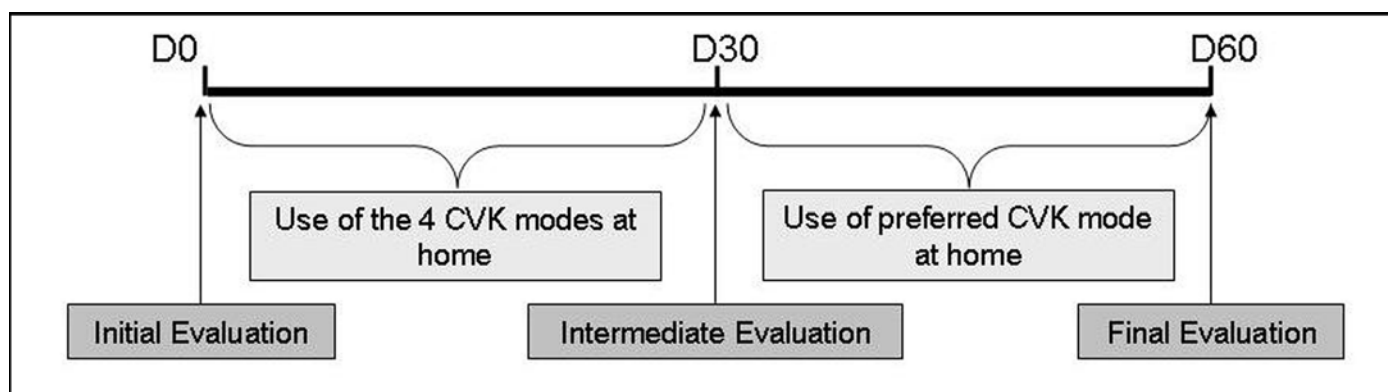 D0 D30 D60
Use of the 4 CVK modes at
home
Use of preferred CVK mode
at home
Initial Evaluation
Intermediate Evaluation
Final Evaluation